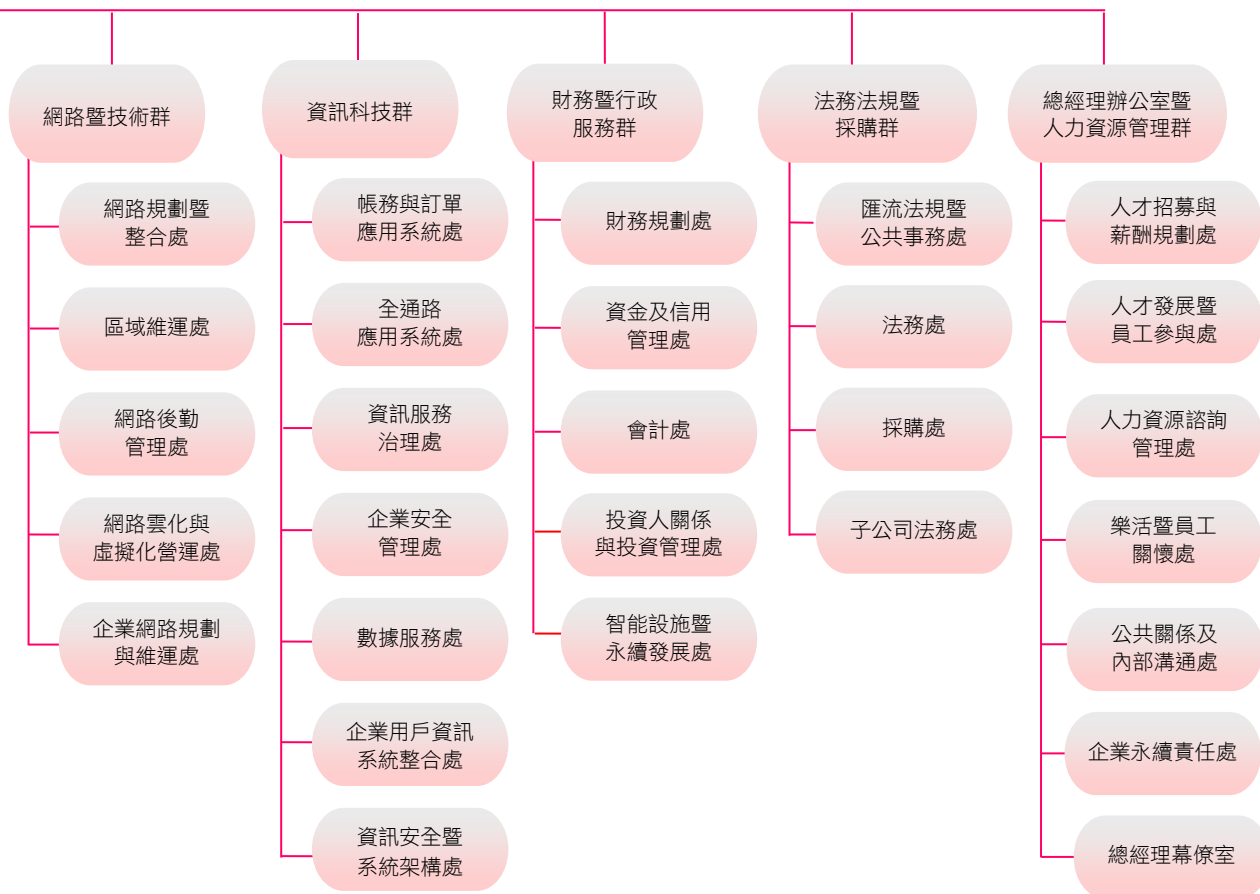 網路暨技術群
網路規劃暨
整合處
區域維運處
網路後勤
管理處
網路雲化與
虛擬化營運處
企業網路規劃
與維運處
資訊科技群
帳務與訂單
應用系統處
全通路
應用系統處
資訊服務
治理處
企業安全
管理處
數據服務處
企業用戶資訊
系統整合處
資訊安全暨
系統架構處
財務暨行政
服務群
財務規劃處
資金及信用
管理處
會計處
投資人關係
與投資管理處
智能設施暨
永續發展處
法務法規暨
採購群
匯流法規暨
公共事務處
法務處
採購處
子公司法務處
總經理辦公室暨
人力資源管理群
人才招募與
薪酬規劃處
人才發展暨
員工參與處
人力資源諮詢
管理處
樂活暨員工
關懷處
公共關係及
內部溝通處
企業永續責任處
總經理幕僚室